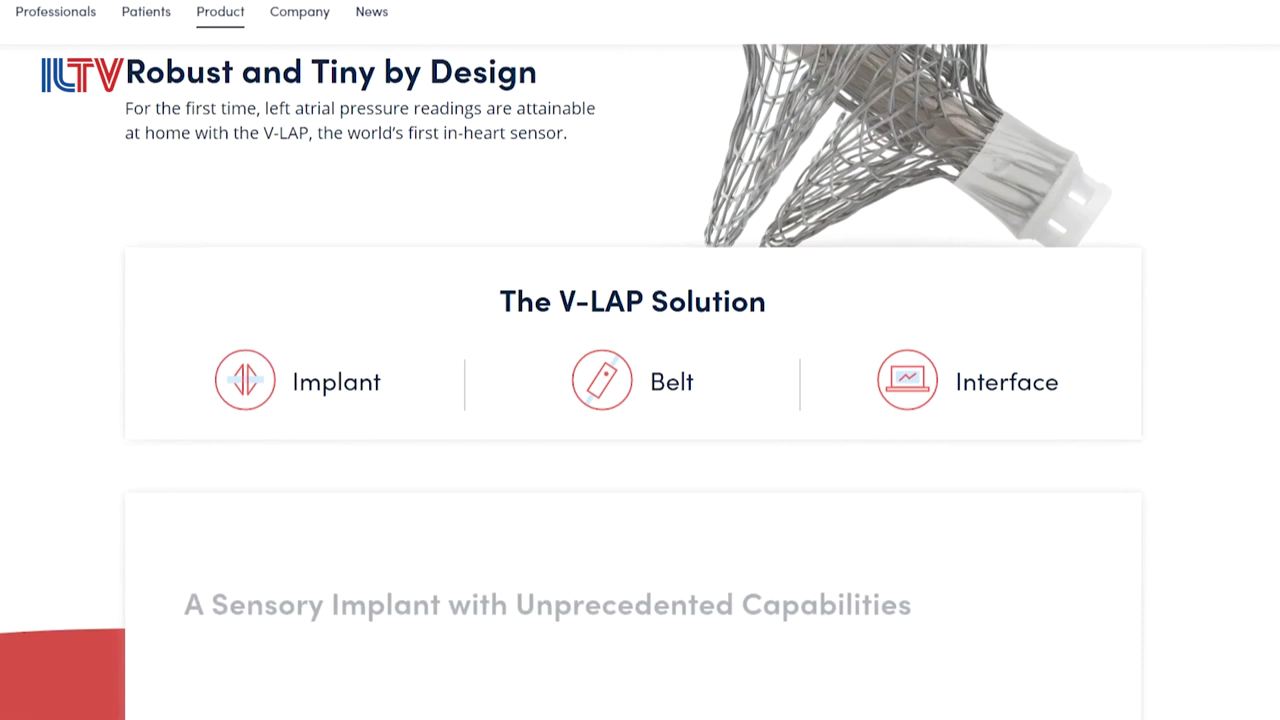 Professionals Patients Product Company News
ILTV
Robust and Tiny by Design
For the first time, left atrial pressure readings are attainable
at home with the V-LAP, the world’s first in-heart sensor.
The V-LAP Solution
Implant Belt Interface
A Sensory Implant with Unprecedented Capabilities